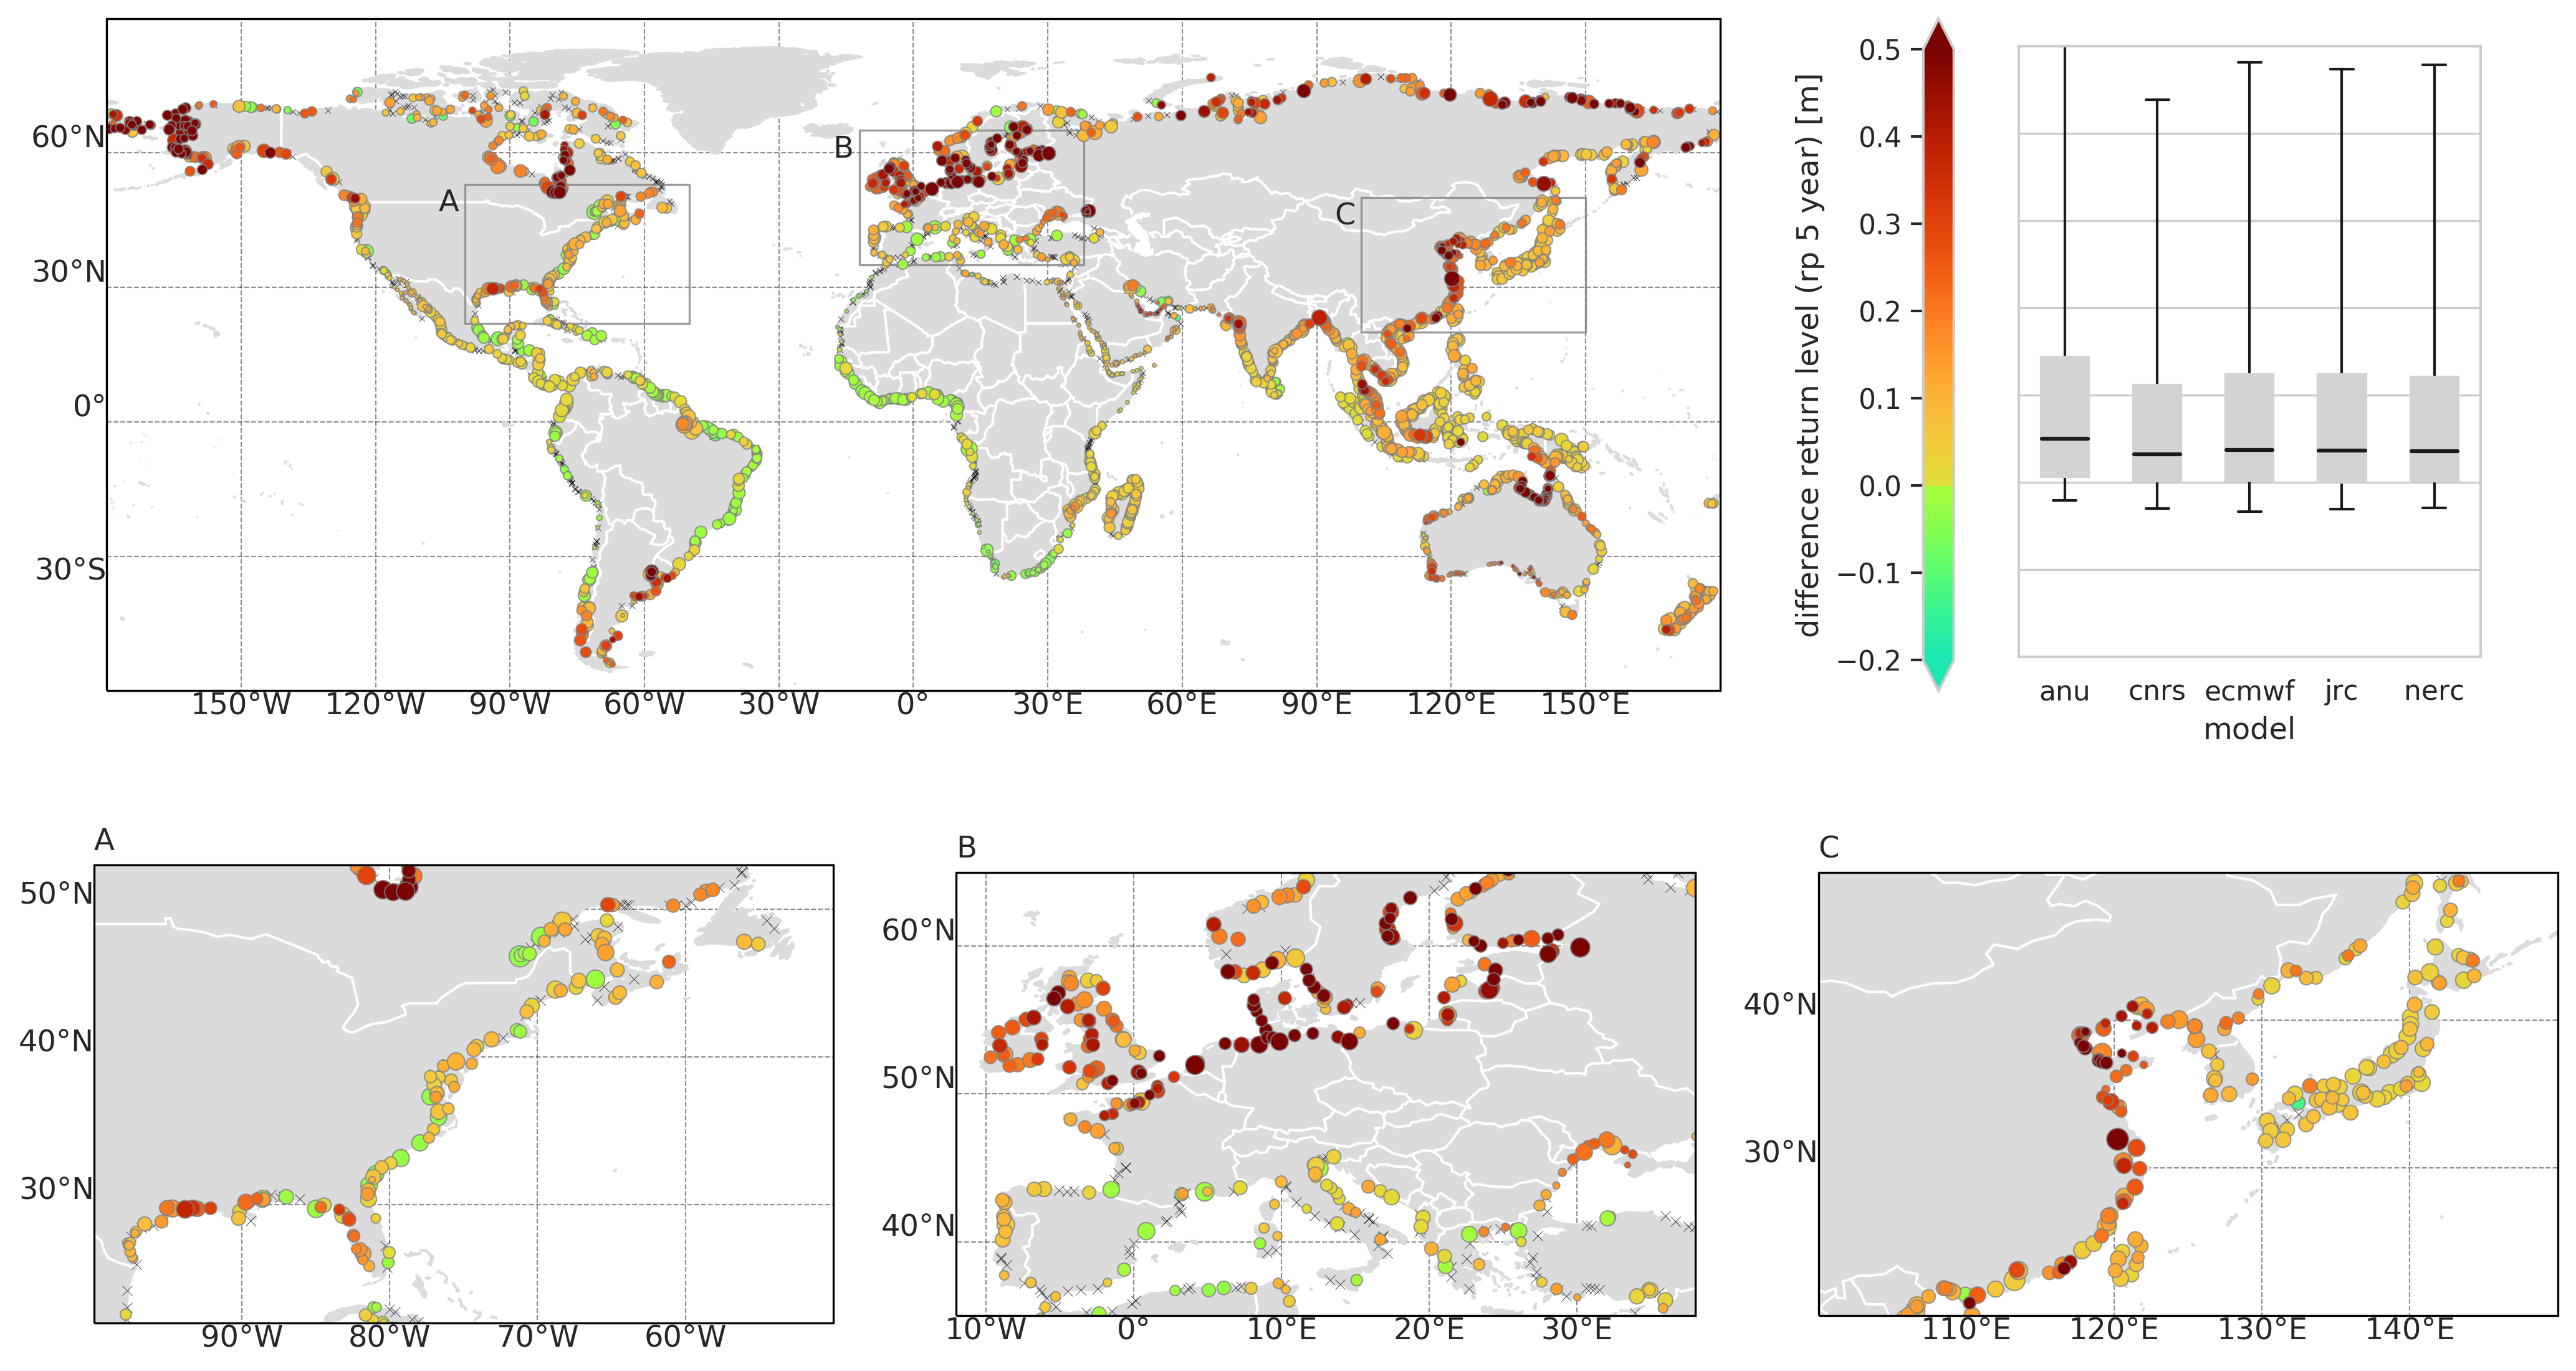 60°N
30°N
0°
30°S
150°W 120°W 90°W 60°W 30°W 0° 30°E 60°E 90°E 120°E 150°E
A
B
C
difference return level (rp 5 year) [m]
0.5
0.4
0.3
0.2
0.1
0.0
−0.1
−0.2
anu cnrs ecmwf jrc nerc
model
A
50°N
40°N
30°N
90°W 80°W 70°W 60°W
B
60°N
50°N
40°N
10°W 0° 10°E 20°E 30°E
C
40°N
30°N
110°E 120°E 130°E 140°E